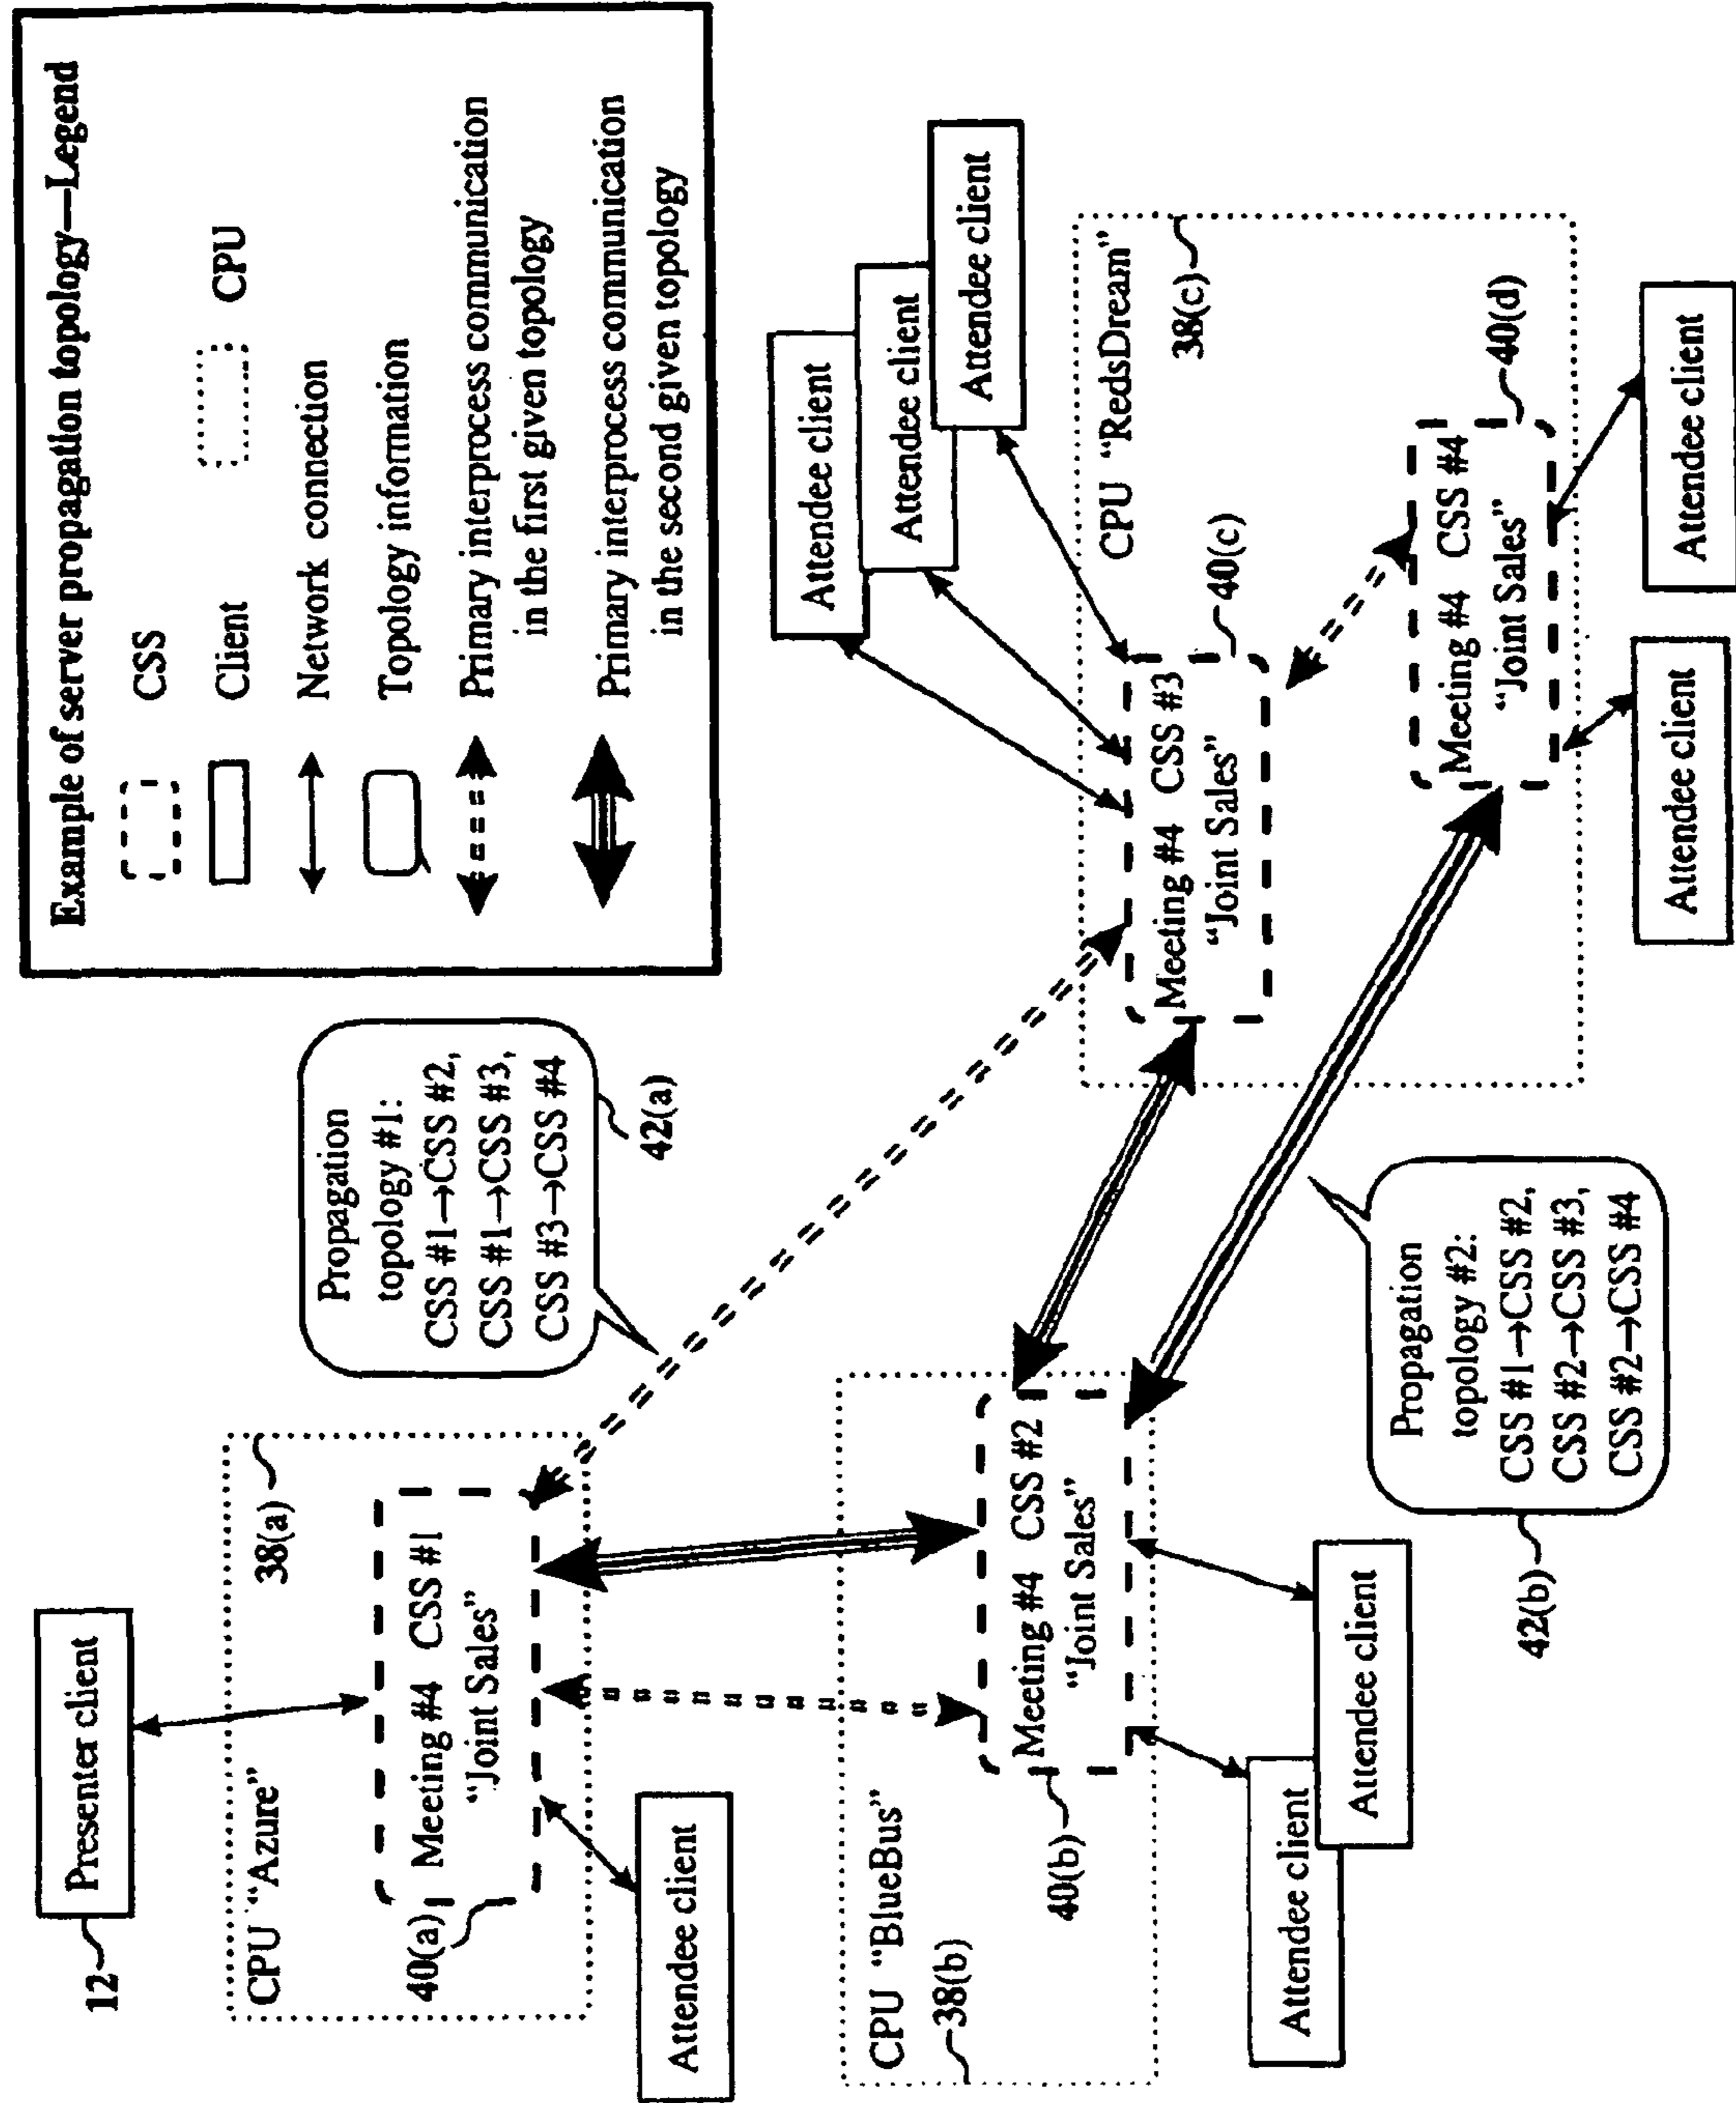 Example of server propagation topology—Legend
CSS
Client
CPU
Network connection
Topology information
Primary interprocess communication
in the first given topology
Primary interprocess communication
in the second given topology
12
Presenter client
CPU "Azure"
38(a)
40(a)
Meeting #4 CSS #1
"Joint Sales"
Attendee client
Propagation
topology #1:
CSS #1→CSS #2,
CSS #1→CSS #3,
CSS #3→CSS #4
42(a)
CPU "BlueBus"
38(b)
40(b)
Meeting #4 CSS #2
"Joint Sales"
Attendee client
Attendee client
Attendee client
Attendee client
Attendee client
CPU "RedsDream"
38(c)
Meeting #4 CSS #3
"Joint Sales"
40(c)
Meeting #4 CSS #4
"Joint Sales"
40(d)
Attendee client
Attendee client
Propagation
topology #2:
CSS #1→CSS #2,
CSS #2→CSS #3,
CSS #2→CSS #4
42(b)